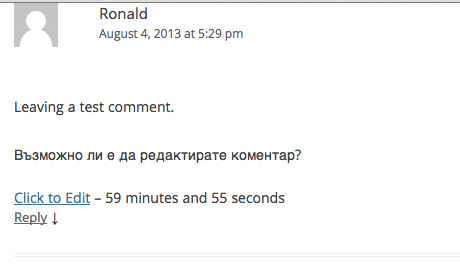 Ronald
August 4, 2013 at 5:29 pm
Leaving a test comment.
Възможно ли е да редактирате коментар?
Click to Edit – 59 minutes and 55 seconds
Reply ↓